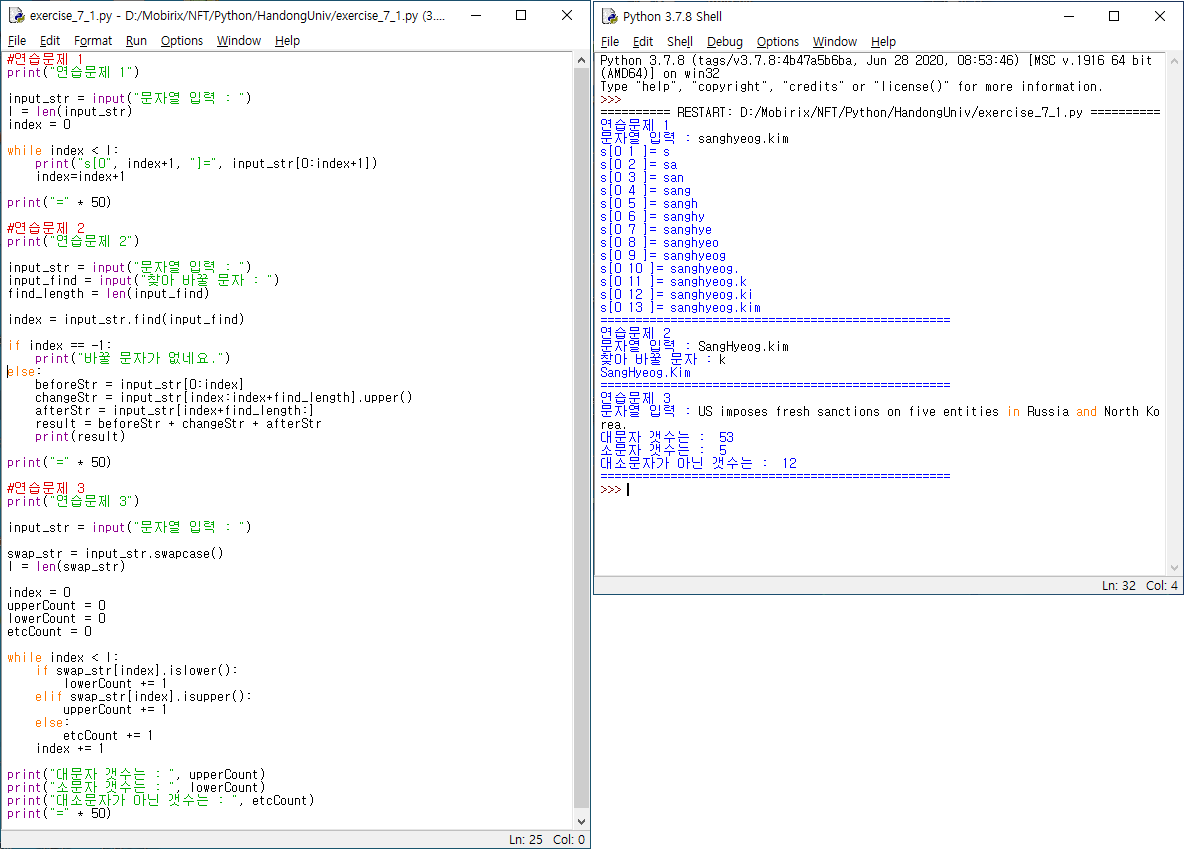 exercise_7_1.py - D:/Mobirix/NFT/Python/HandongUniv/exercise_7_1.py (3....
File Edit Format Run Options Window Help
#연습문제 1
print("연습문제 1")
input_str = input("문자열 입력 : ")
l = len(input_str)
index = 0
while index < l:
    print("s[0", index+1, "]=", input_str[0:index+1])
    index=index+1
print("=" * 50)
#연습문제 2
print("연습문제 2")
input_str = input("문자열 입력 : ")
input_find = input("찾아 바꿀 문자 : ")
find_length = len(input_find)
index = input_str.find(input_find)
if index == -1:
    print("바꿀 문자가 없네요.")
else:
    beforeStr = input_str[0:index]
    changeStr = input_str[index:index+find_length].upper()
    afterStr = input_str[index+find_length:]
    result = beforeStr + changeStr + afterStr
    print(result)
print("=" * 50)
#연습문제 3
print("연습문제 3")
input_str = input("문자열 입력 : ")
swap_str = input_str.swapcase()
l = len(swap_str)
index = 0
upperCount = 0
lowerCount = 0
etcCount = 0
while index < l:
    if swap_str[index].islower():
        lowerCount += 1
    elif swap_str[index].isupper():
        upperCount += 1
    else:
        etcCount += 1
    index += 1
print("대문자 갯수는 : ", upperCount)
print("소문자 갯수는 : ", lowerCount)
print("대소문자가 아닌 갯수는 : ", etcCount)
print("=" * 50)
Ln: 25 Col: 0
Python 3.7.8 Shell
File Edit Shell Debug Options Window Help
Python 3.7.8 (tags/v3.7.8:4b47a5b6ba, Jun 28 2020, 08:53:46) [MSC v.1916 64 bit
(AMD64)] on win32
Type "help", "copyright", "credits" or "license()" for more information.
>>>
========== RESTART: D:/Mobirix/NFT/Python/HandongUniv/exercise_7_1.py ==========
연습문제 1
문자열 입력 : sanghyeog.kim
s[0 1 ]= s
s[0 2 ]= sa
s[0 3 ]= san
s[0 4 ]= sang
s[0 5 ]= sangh
s[0 6 ]= sanghy
s[0 7 ]= sanghye
s[0 8 ]= sanghyeo
s[0 9 ]= sanghyeog
s[0 10 ]= sanghyeog.
s[0 11 ]= sanghyeog.k
s[0 12 ]= sanghyeog.ki
s[0 13 ]= sanghyeog.kim
==================================================
연습문제 2
문자열 입력 : SangHyeog.kim
찾아 바꿀 문자 : k
SangHyeog.Kim
==================================================
연습문제 3
문자열 입력 : US imposes fresh sanctions on five entities in Russia and North Ko
rea.
대문자 갯수는 :  53
소문자 갯수는 :  5
대소문자가 아닌 갯수는 :  12
==================================================
>>>
Ln: 32 Col: 4